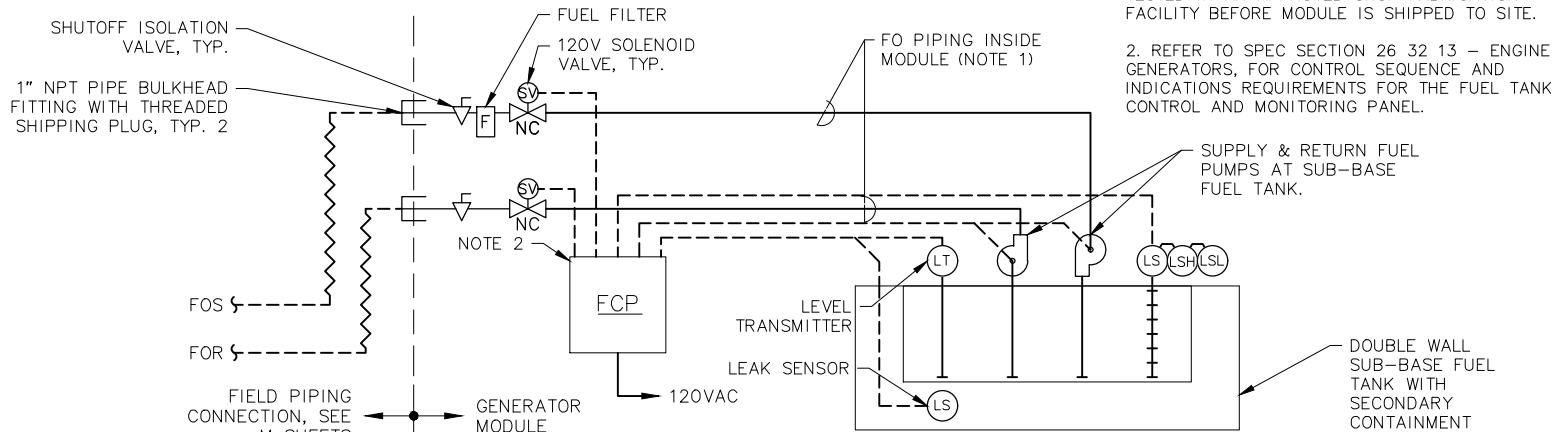 FACILITY BEFORE MODULE IS SHIPPED TO SITE.
2. REFER TO SPEC SECTION 26 32 13 – ENGINE
GENERATORS, FOR CONTROL SEQUENCE AND
INDICATIONS REQUIREMENTS FOR THE FUEL TANK
CONTROL AND MONITORING PANEL.
SHUTOFF ISOLATION
VALVE, TYP.
1" NPT PIPE BULKHEAD
FITTING WITH THREADED
SHIPPING PLUG, TYP. 2
FUEL FILTER
120V SOLENOID
VALVE, TYP.
FO PIPING INSIDE
MODULE (NOTE 1)
SUPPLY & RETURN FUEL
PUMPS AT SUB-BASE
FUEL TANK.
SV
F
NC
SV
NC
NOTE 2
FCP
120VAC
FOS
FOR
LT
LS
LSH
LSL
LEVEL
TRANSMITTER
LEAK SENSOR
LS
DOUBLE WALL
SUB-BASE FUEL
TANK WITH
SECONDARY
CONTAINMENT
FIELD PIPING
CONNECTION, SEE
GENERATOR
MODULE